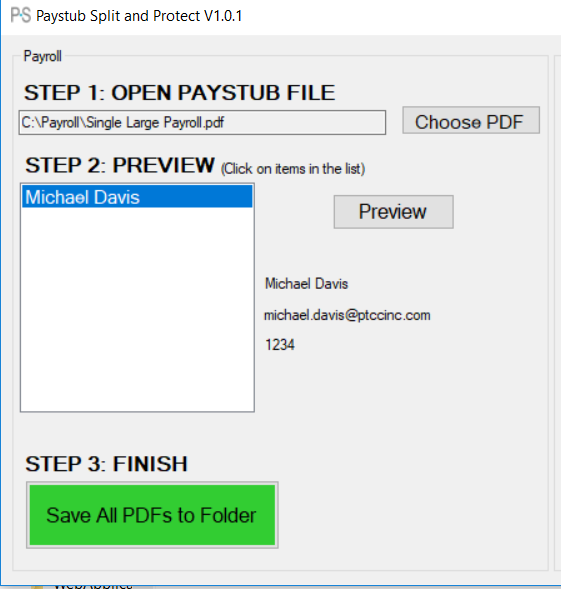 P-S Paystub Split and Protect V1.0.1
Payroll
STEP 1: OPEN PAYSTUB FILE
C:\Payroll\Single Large Payroll.pdf
Choose PDF
STEP 2: PREVIEW (Click on items in the list)
Michael Davis
Preview
Michael Davis
michael.davis@ptccinc.com
1234
STEP 3: FINISH
Save All PDFs to Folder